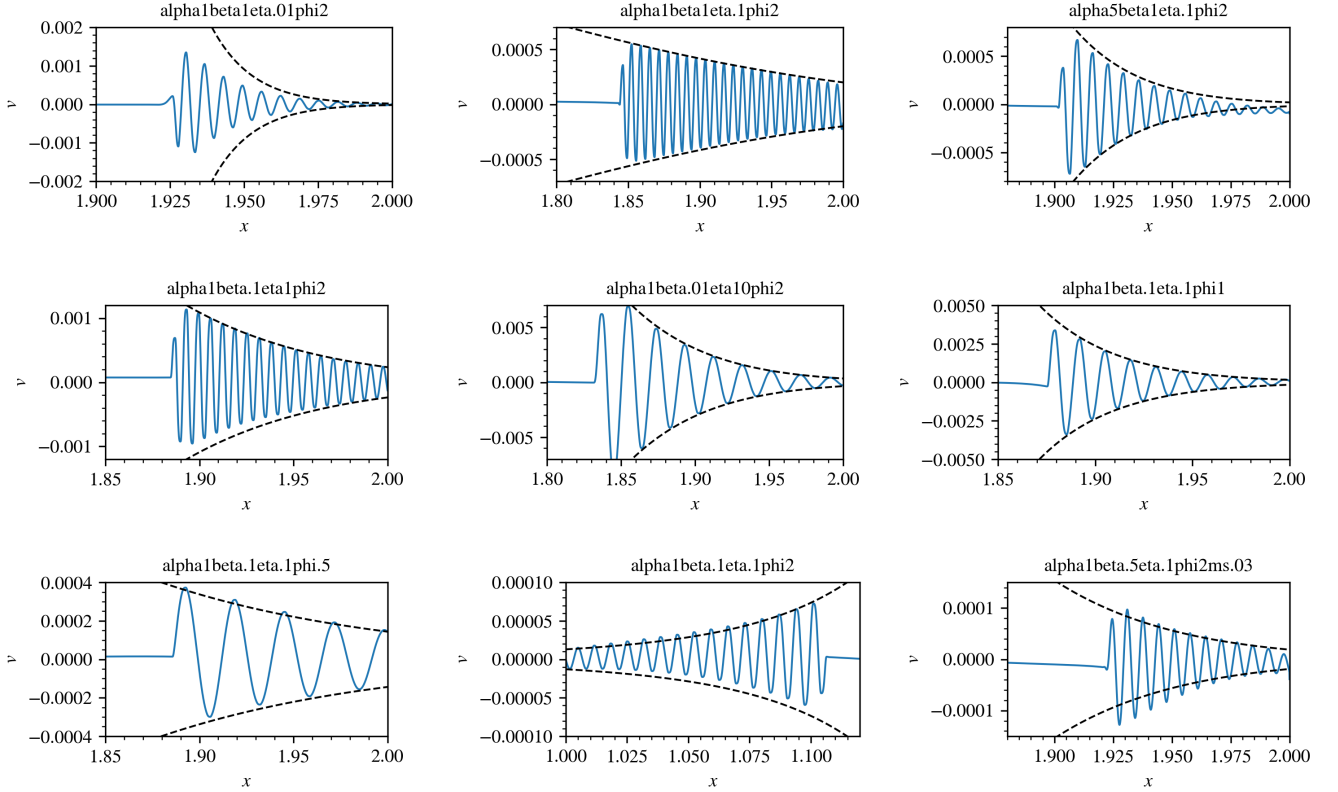 alpha1beta1eta.01phi2
0.002
0.001
0.000
−0.001
−0.002
v
1.900 1.925 1.950 1.975 2.000
x
alpha1beta1eta.1phi2
0.0005
0.0000
−0.0005
v
1.80 1.85 1.90 1.95 2.00
x
alpha5beta1eta.1phi2
0.0005
0.0000
−0.0005
v
1.900 1.925 1.950 1.975 2.000
x
alpha1beta.1eta1phi2
0.001
0.000
−0.001
v
1.85 1.90 1.95 2.00
x
alpha1beta.01eta10phi2
0.005
0.000
−0.005
v
1.80 1.85 1.90 1.95 2.00
x
alpha1beta.1eta.1phi1
0.0050
0.0025
0.0000
−0.0025
−0.0050
v
1.85 1.90 1.95 2.00
x
alpha1beta.1eta.1phi.5
0.0004
0.0002
0.0000
−0.0002
−0.0004
v
1.85 1.90 1.95 2.00
x
alpha1beta.1eta.1phi2
0.00010
0.00005
0.00000
−0.00005
−0.00010
v
1.000 1.025 1.050 1.075 1.100
x
alpha1beta.5eta.1phi2ms.03
0.0001
0.0000
−0.0001
v
1.900 1.925 1.950 1.975 2.000
x